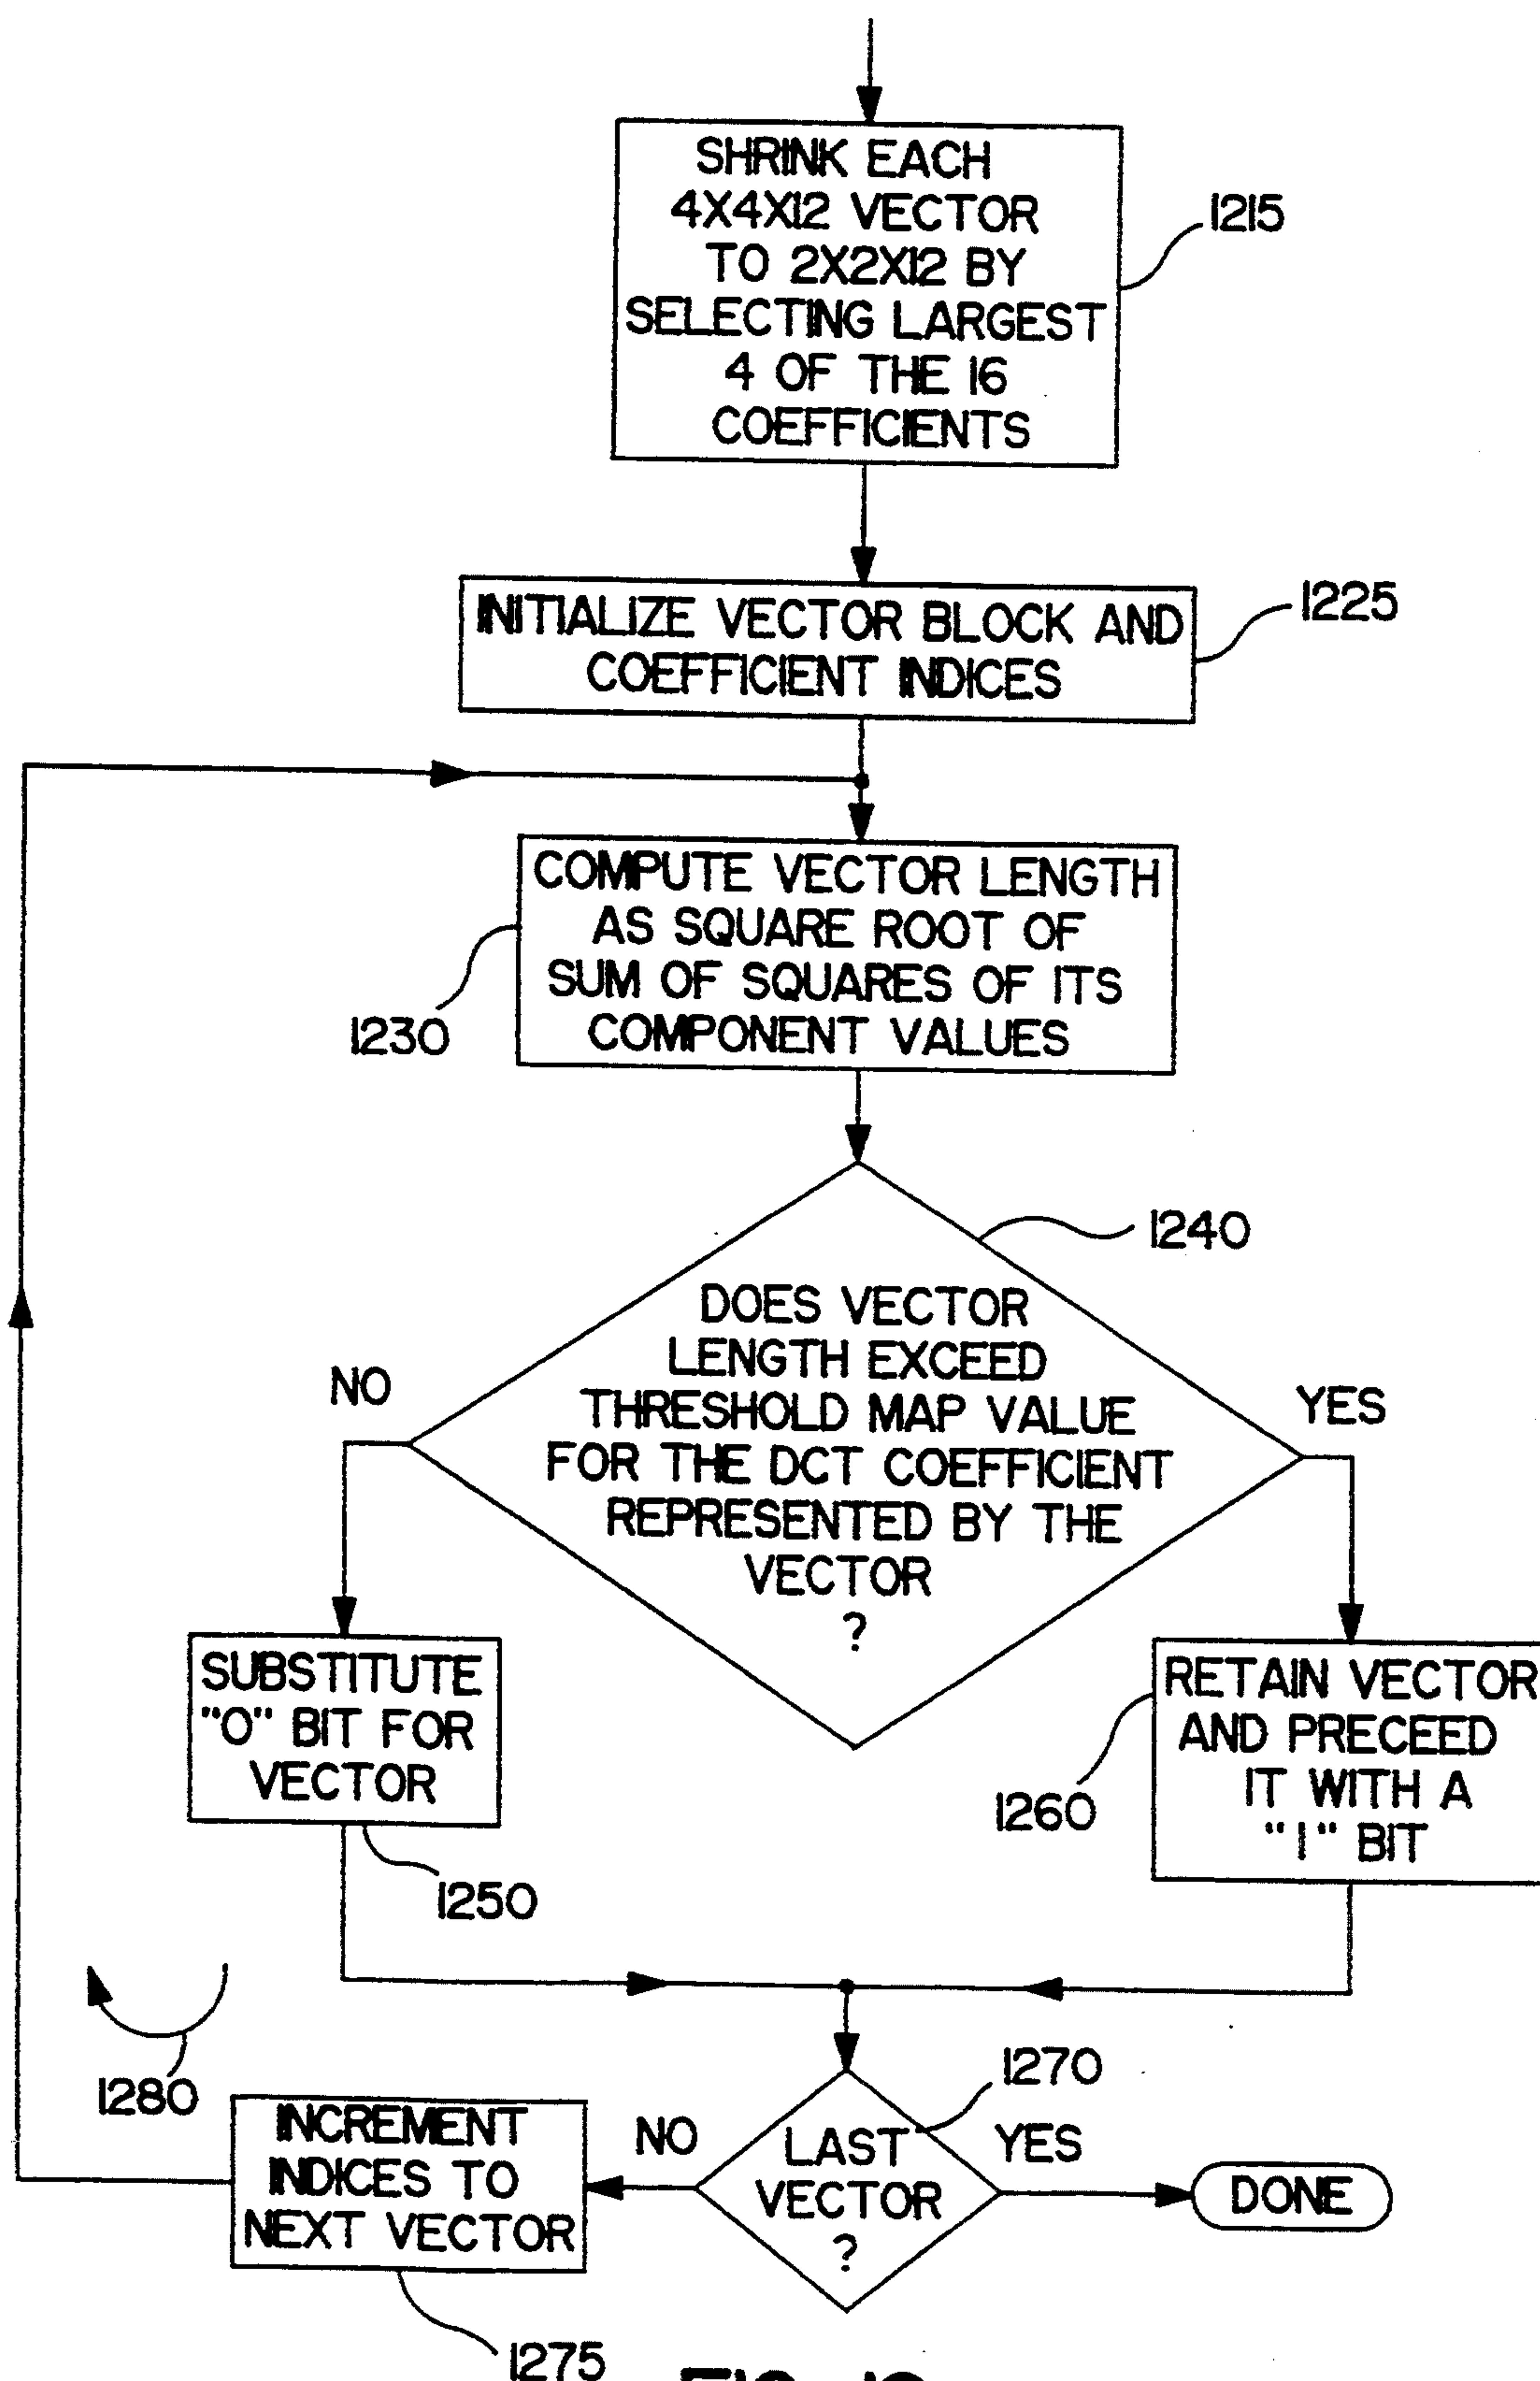 SHRINK EACH
4X4X12 VECTOR
TO 2X2X12 BY
SELECTING LARGEST
4 OF THE 16
COEFFICIENTS
1215
INITIALIZE VECTOR BLOCK AND
COEFFICIENT INDICES
1225
COMPUTE VECTOR LENGTH
AS SQUARE ROOT OF
SUM OF SQUARES OF ITS
COMPONENT VALUES
1230
1240
DOES VECTOR
LENGTH EXCEED
THRESHOLD MAP VALUE
FOR THE DCT COEFFICIENT
REPRESENTED BY THE
VECTOR
?
NO
YES
SUBSTITUTE
"0" BIT FOR
VECTOR
1250
RETAIN VECTOR
AND PRECEED
IT WITH A
"1" BIT
1260
1280
1270
LAST
VECTOR
?
NO
YES
INCREMENT
INDICES TO
NEXT VECTOR
1275
DONE